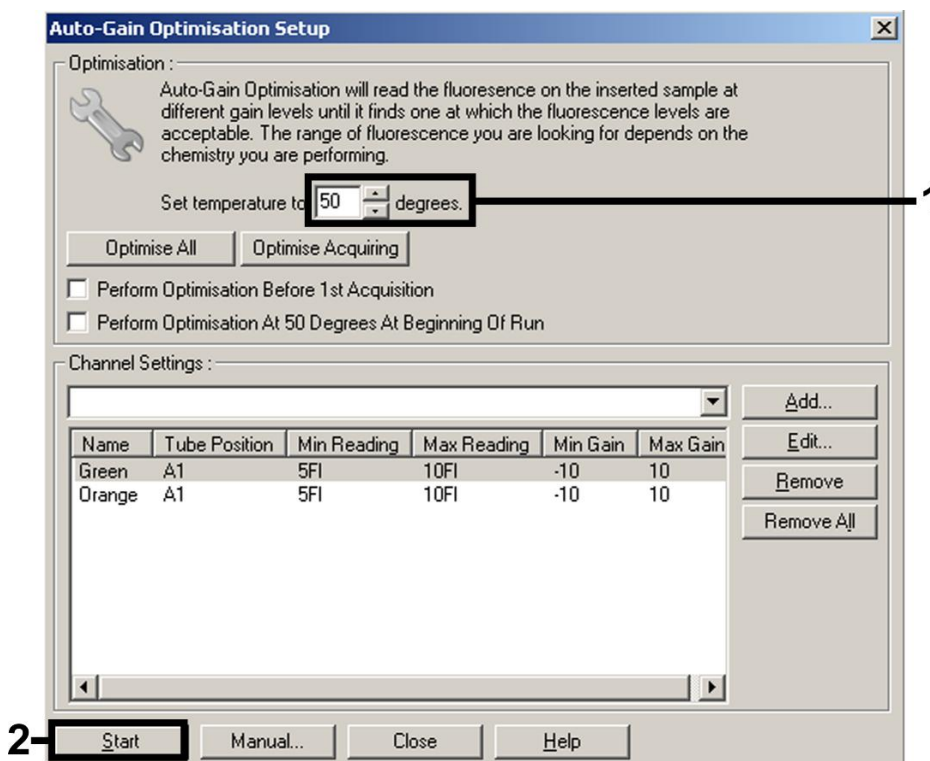 Auto-Gain Optimisation Setup
Optimisation :
Auto-Gain Optimisation will read the fluoresence on the inserted sample at
different gain levels until it finds one at which the fluorescence levels are
acceptable. The range of fluorescence you are looking for depends on the
chemistry you are performing.
Set temperature to 50 degrees.
1
Optimise All Optimise Acquiring
Perform Optimisation Before 1st Acquisition
Perform Optimisation At 50 Degrees At Beginning Of Run
Channel Settings :
Add...
Name Tube Position Min Reading Max Reading Min Gain Max Gain
Edit...
Green A1 5Fl 10Fl -10 10
Orange A1 5Fl 10Fl -10 10
Remove
Remove All
2 Start Manual... Close Help